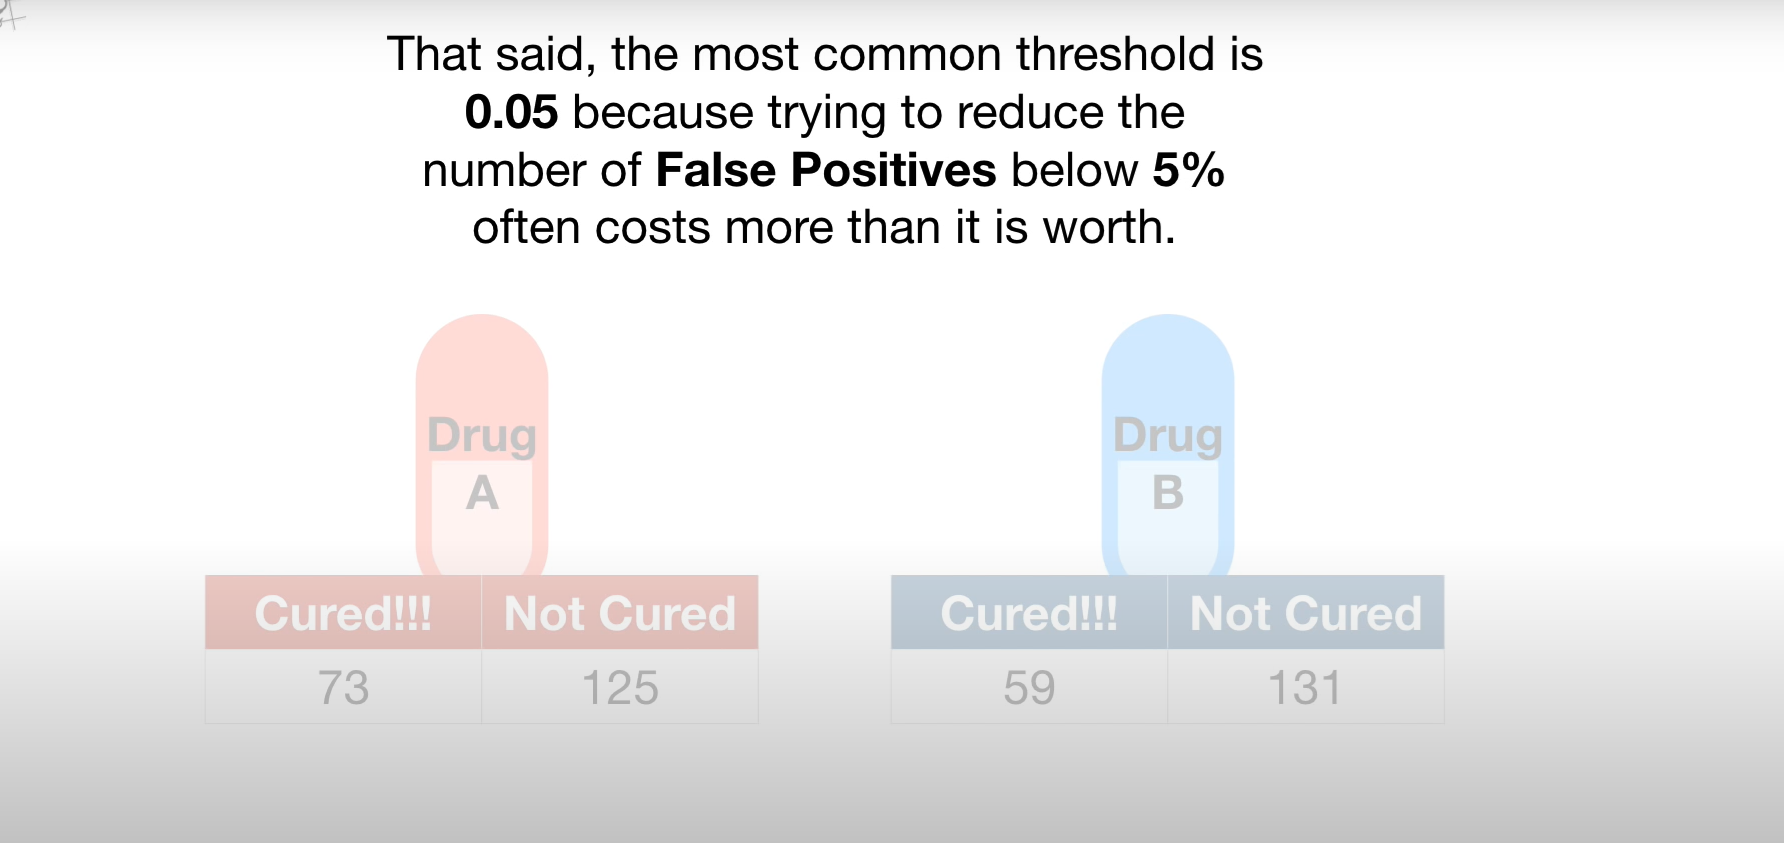 That said, the most common threshold is
0.05 because trying to reduce the
number of False Positives below 5%
often costs more than it is worth.
Drug
A
Drug
B
Cured!!! Not Cured
73 125
Cured!!! Not Cured
59 131